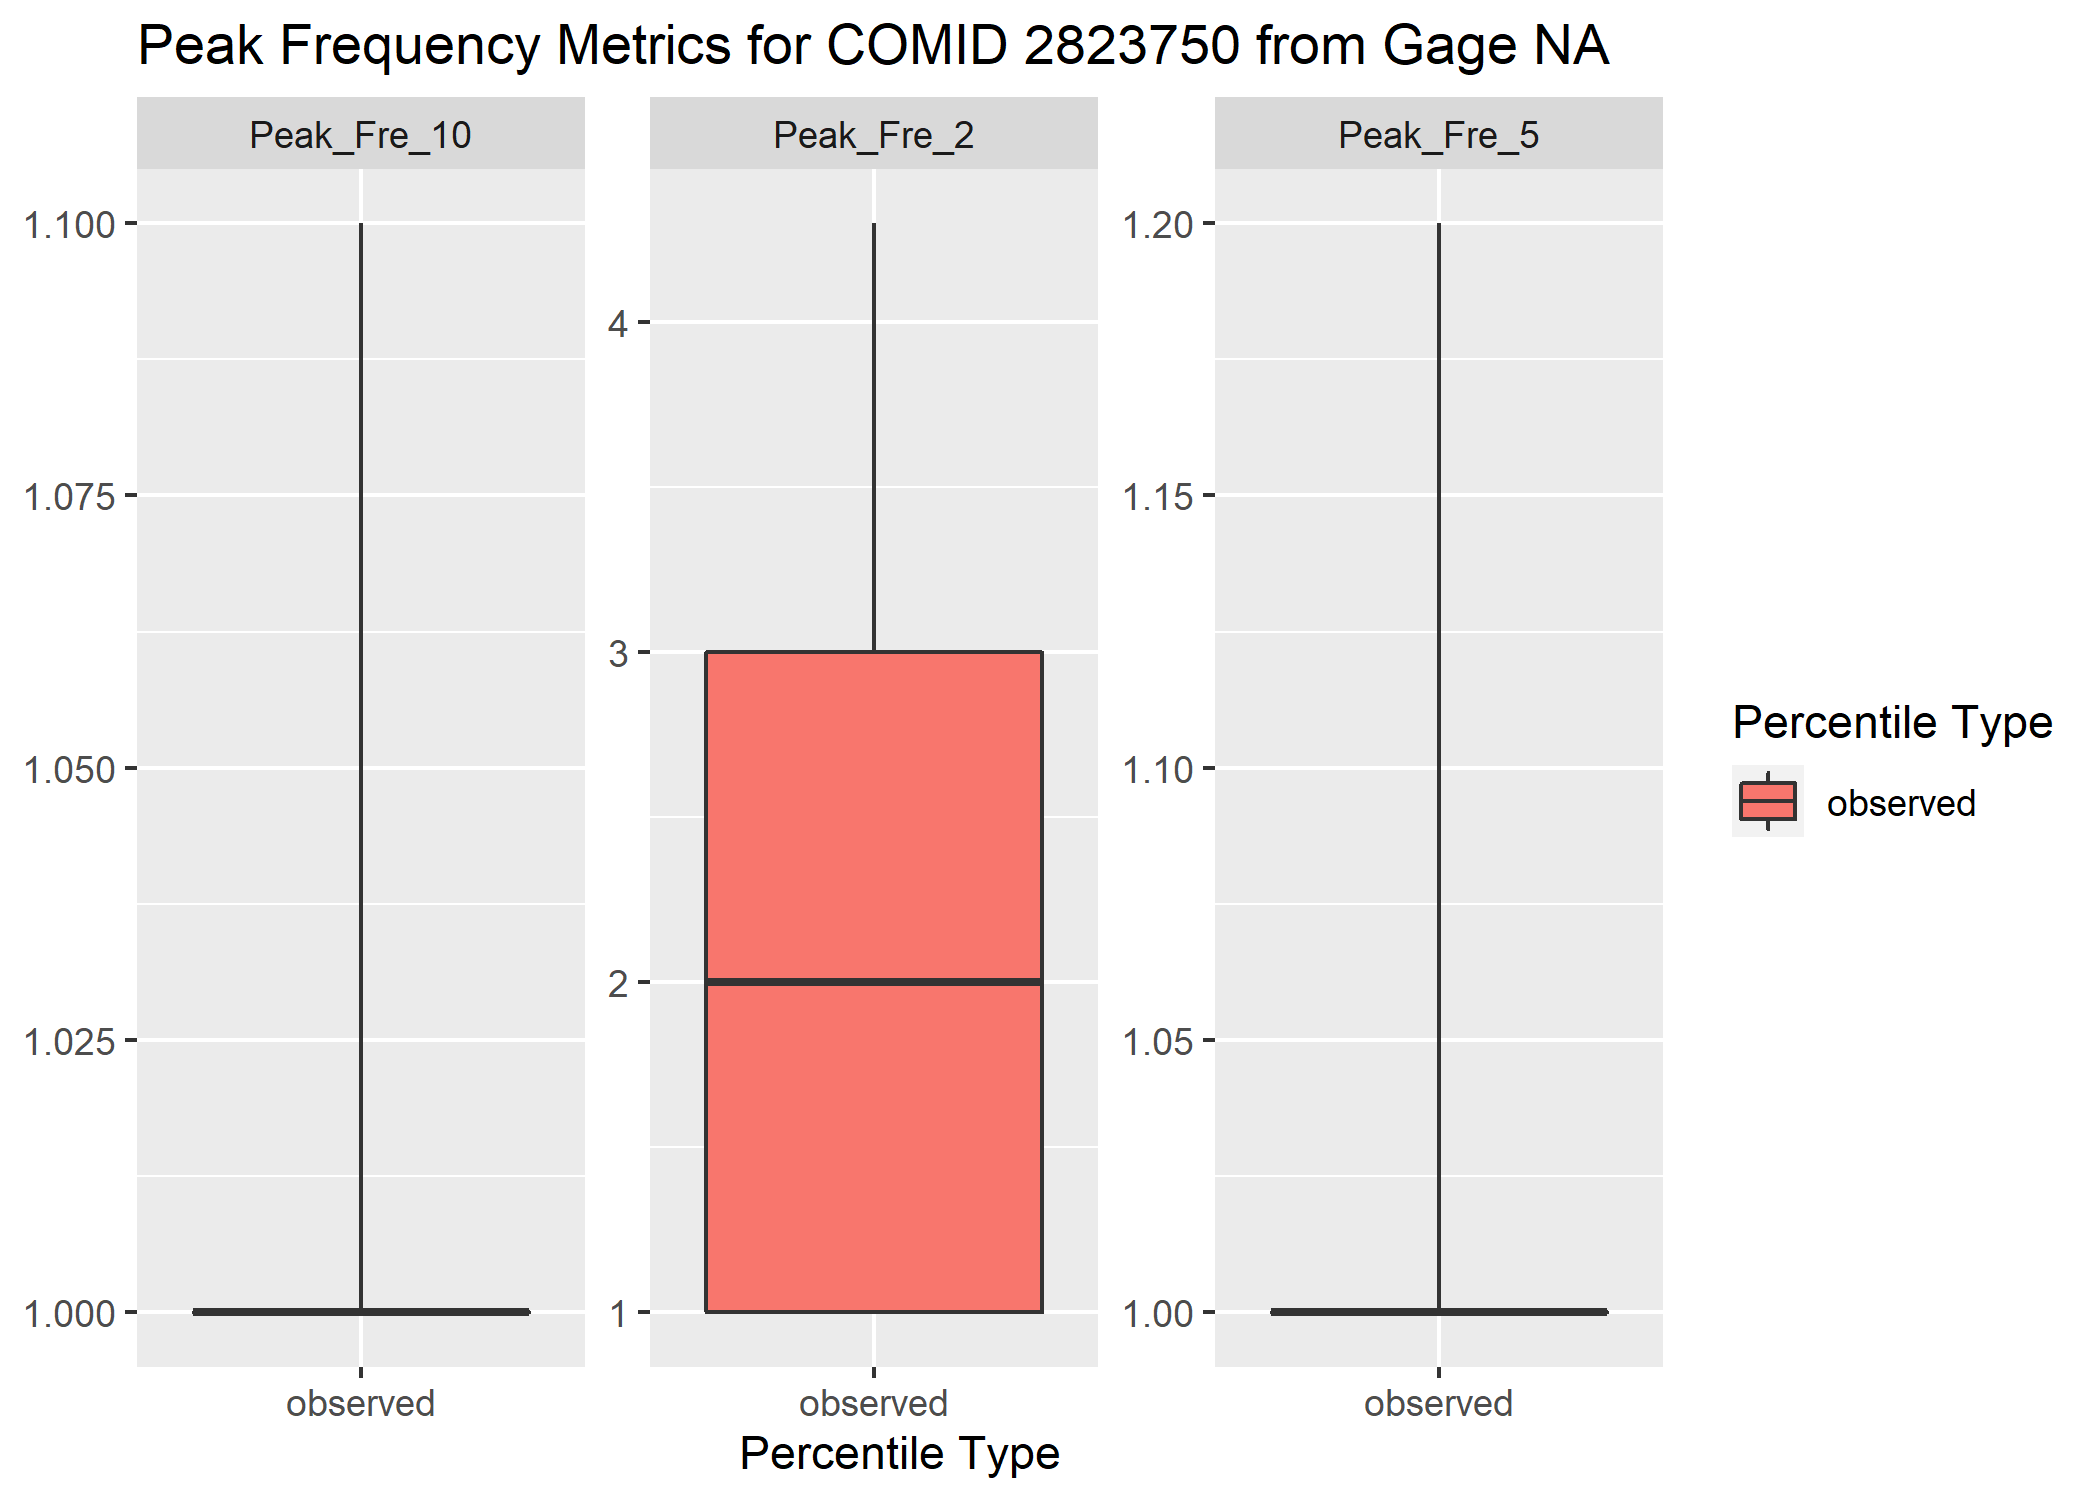 Peak Frequency Metrics for COMID 2823750 from Gage NA
Peak_Fre_10
Peak_Fre_2
Peak_Fre_5
1.100
1.075
1.050
1.025
1.000
4
3
2
1
1.20
1.15
1.10
1.05
1.00
observed
observed
observed
Percentile Type
Percentile Type
observed